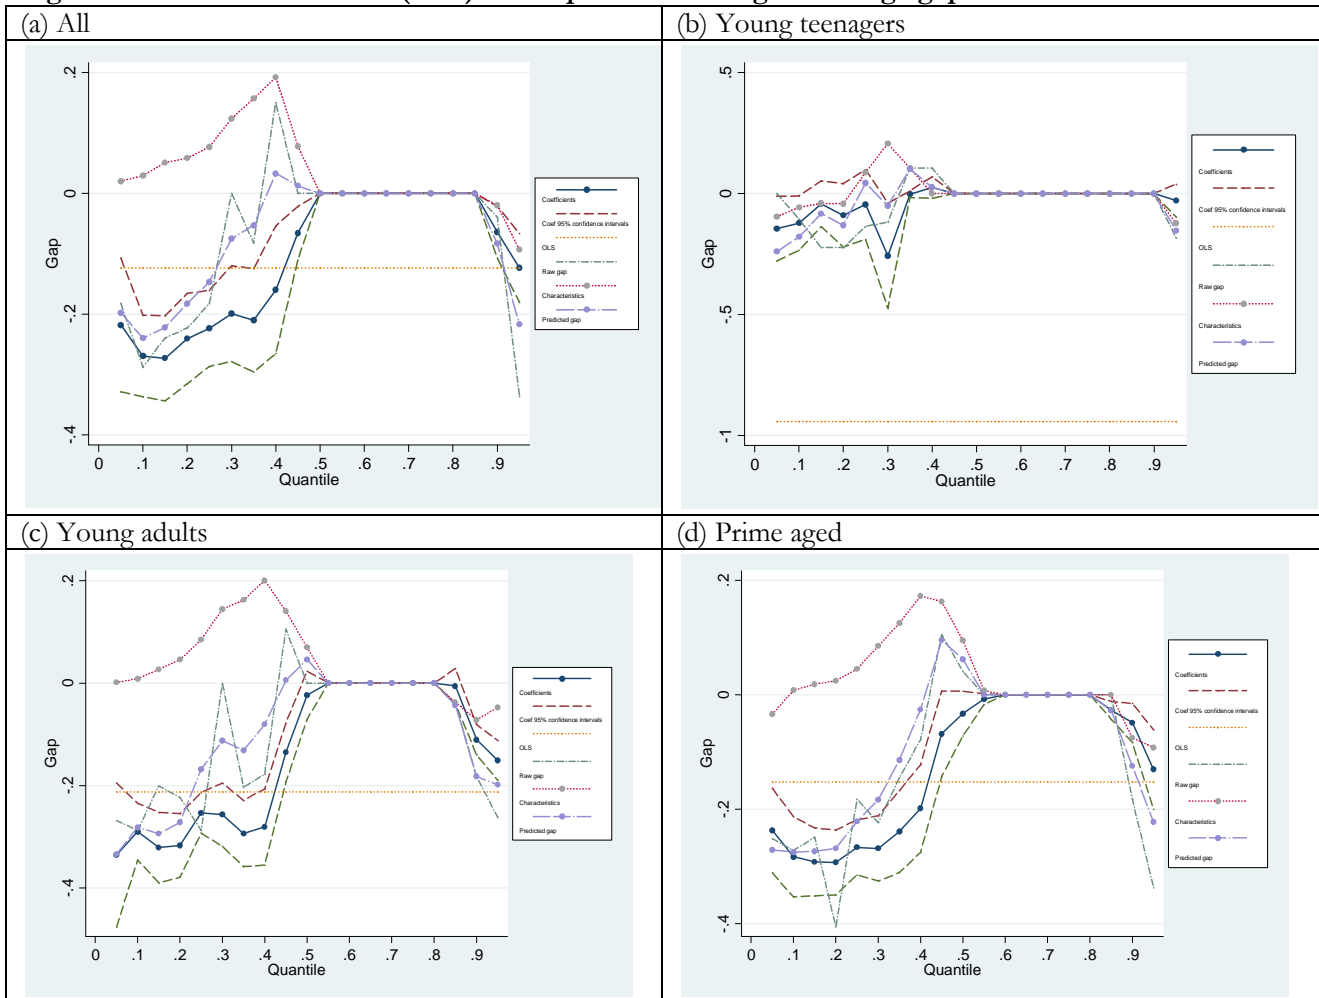 (a) All
(b) Young teenagers
.2
0
-.2
-.4
Gap
0 .1 .2 .3 .4 .5 .6 .7 .8 .9
Quantile
Coefficients
Coef 95% confidence intervals
OLS
Raw gap
Characteristics
Predicted gap
.5
0
-.5
-1
Gap
0 .1 .2 .3 .4 .5 .6 .7 .8 .9
Quantile
Coefficients
Coef 95% confidence intervals
OLS
Raw gap
Characteristics
Predicted gap
(c) Young adults
(d) Prime aged
.2
0
-.2
-.4
Gap
0 .1 .2 .3 .4 .5 .6 .7 .8 .9
Quantile
Coefficients
Coef 95% confidence intervals
OLS
Raw gap
Characteristics
Predicted gap
.2
0
-.2
-.4
Gap
0 .1 .2 .3 .4 .5 .6 .7 .8 .9
Quantile
Coefficients
Coef 95% confidence intervals
OLS
Raw gap
Characteristics
Predicted gap